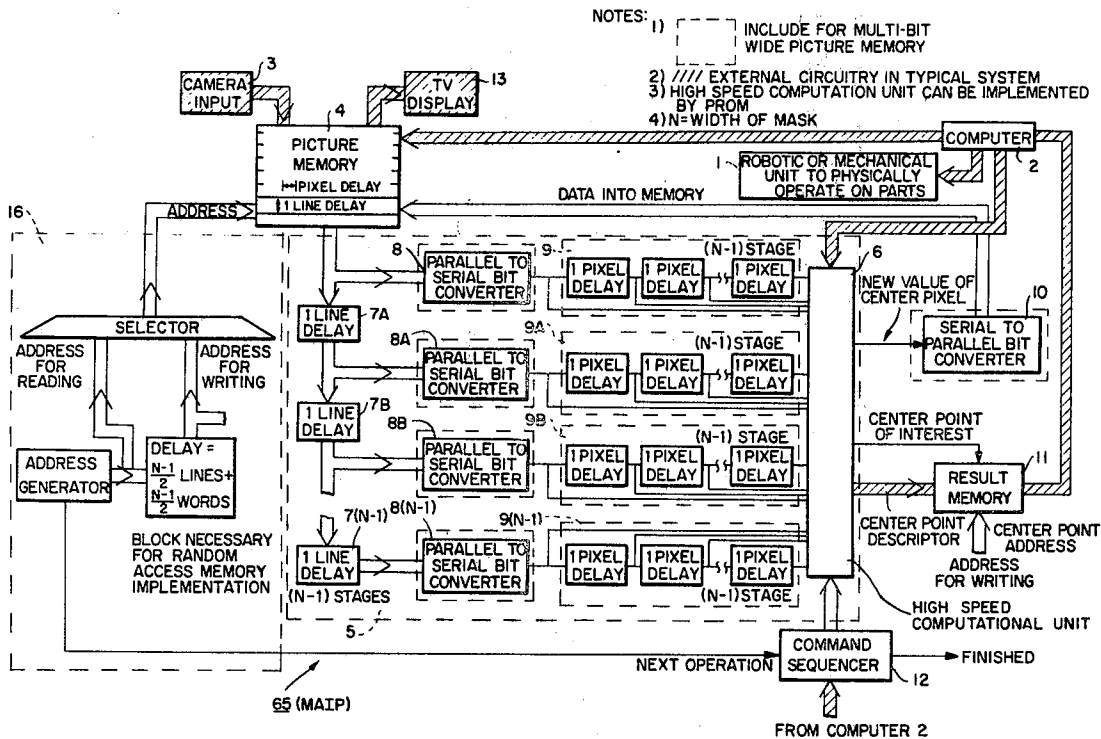 NOTES:
1) INCLUDE FOR MULTI-BIT
WIDE PICTURE MEMORY
2) //// EXTERNAL CIRCUITRY IN TYPICAL SYSTEM
3) HIGH SPEED COMPUTATION UNIT CAN BE IMPLEMENTED
BY PROM
4) N=WIDTH OF MASK
3
CAMERA
INPUT
TV
DISPLAY
13
4
PICTURE
MEMORY
PIXEL DELAY
1 LINE DELAY
COMPUTER
2
1
ROBOTIC OR MECHANICAL
UNIT TO PHYSICALLY
OPERATE ON PARTS
DATA INTO MEMORY
ADDRESS
16
SELECTOR
ADDRESS
FOR
READING
ADDRESS
FOR
WRITING
ADDRESS
GENERATOR
DELAY =
N-1
2
LINES+
N-1
2
WORDS
BLOCK NECESSARY
FOR RANDOM
ACCESS MEMORY
IMPLEMENTATION
8
PARALLEL TO
SERIAL BIT
CONVERTER
9
(N-1) STAGE
1 PIXEL
DELAY
1 PIXEL
DELAY
1 PIXEL
DELAY
6
1 LINE
DELAY
7A
8A
PARALLEL TO
SERIAL BIT
CONVERTER
9A
(N-1) STAGE
1 PIXEL
DELAY
1 PIXEL
DELAY
1 PIXEL
DELAY
NEW VALUE OF
CENTER PIXEL
10
SERIAL TO
PARALLEL BIT
CONVERTER
1 LINE
DELAY
7B
8B
PARALLEL TO
SERIAL BIT
CONVERTER
9B
(N-1) STAGE
1 PIXEL
DELAY
1 PIXEL
DELAY
1 PIXEL
DELAY
CENTER POINT
OF INTEREST
11
RESULT
MEMORY
CENTER POINT
DESCRIPTOR
CENTER POINT
ADDRESS
ADDRESS
FOR WRITING
7(N-1)
1 LINE
DELAY
(N-1) STAGES
8(N-1)
PARALLEL TO
SERIAL BIT
CONVERTER
9(N-1)
1 PIXEL
DELAY
1 PIXEL
DELAY
1 PIXEL
DELAY
(N-1) STAGE
5
HIGH SPEED
COMPUTATIONAL UNIT
NEXT OPERATION
COMMAND
SEQUENCER
12
FINISHED
65 (MAIP)
FROM COMPUTER 2